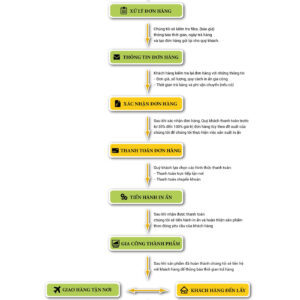 XỬ LÝ ĐƠN HÀNG
Chúng tôi sẽ kiểm tra file, (báo giá)
thông báo thời gian, ngày trả hàng
và tạo đơn hàng gửi lại cho quý khách
THÔNG TIN ĐƠN HÀNG
Khách hàng kiểm tra lại đơn hàng với những thông tin
- Đơn giá, số lượng, quy cách in ấn gia công
- Thời gian trả hàng và phí vận chuyển (nếu có)
XÁC NHẬN ĐƠN HÀNG
Sau khi xác nhận đơn hàng, Quý khách thanh toán trước
từ 50% đến 100% giá trị đơn hàng tùy theo đề xuất của
chúng tôi để chúng tôi thực hiện việc sản xuất in ấn
THANH TOÁN ĐƠN HÀNG
Quý khách lựa chọn các hình thức thanh toán
- Thanh toán trực tiếp tận nơi
- Thanh toán chuyển khoản
TIẾN HÀNH IN ẤN
Sau khi nhận được thanh toán
chúng tôi sẽ tiến hành in ấn và hoàn thiện sản phẩm
theo đúng yêu cầu của khách hàng
GIA CÔNG THÀNH PHẨM
Sau khi sản phẩm đã hoàn thành chúng tôi sẽ liên hệ
với khách hàng để thông báo thời gian trả hàng
GIAO HÀNG TẬN NƠI
KHÁCH HÀNG ĐẾN LẤY